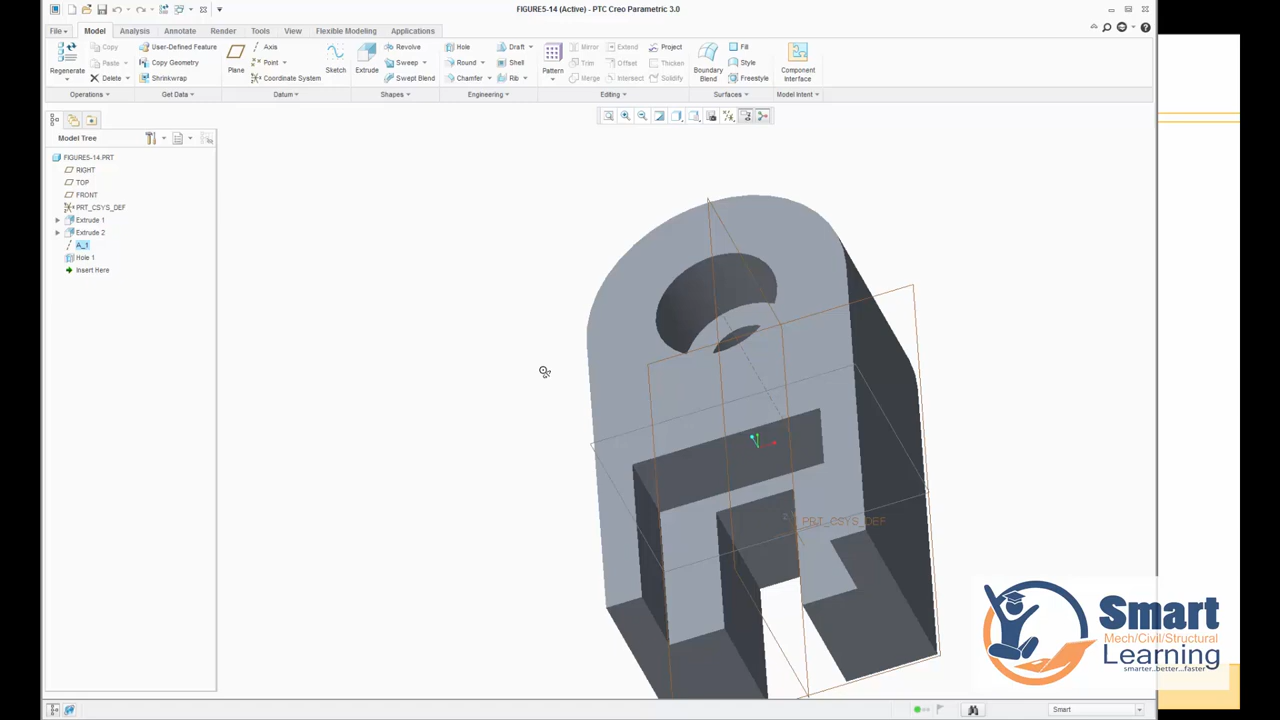 FIGURE5-14 (Active) - PTC Creo Parametric 3.0
File Model Analysis Annotate Render Tools View Flexible Modeling Applications
Regenerate Copy Paste Delete User-Defined Feature Copy Geometry Shrinkwrap Plane Axis Point Coordinate System Sketch Extrude Revolve Sweep Swept Blend Hole Round Chamfer Draft Shell Rib Pattern Mirror Trim Merge Extend Offset Intersect Project Thicken Solidify Boundary Blend Fill Style Freestyle Component Interface
Operations Get Data Datum Shapes Engineering Editing Surfaces Model Intent
Model Tree
FIGURE5-14.PRT
RIGHT
TOP
FRONT
PRT_CSYS_DEF
Extrude 1
Extrude 2
A_1
Hole 1
Insert Here
PRT_CSYS_DEF
Smart
Mech/Civil/Structural
Learning
smarter..better...faster
Smart